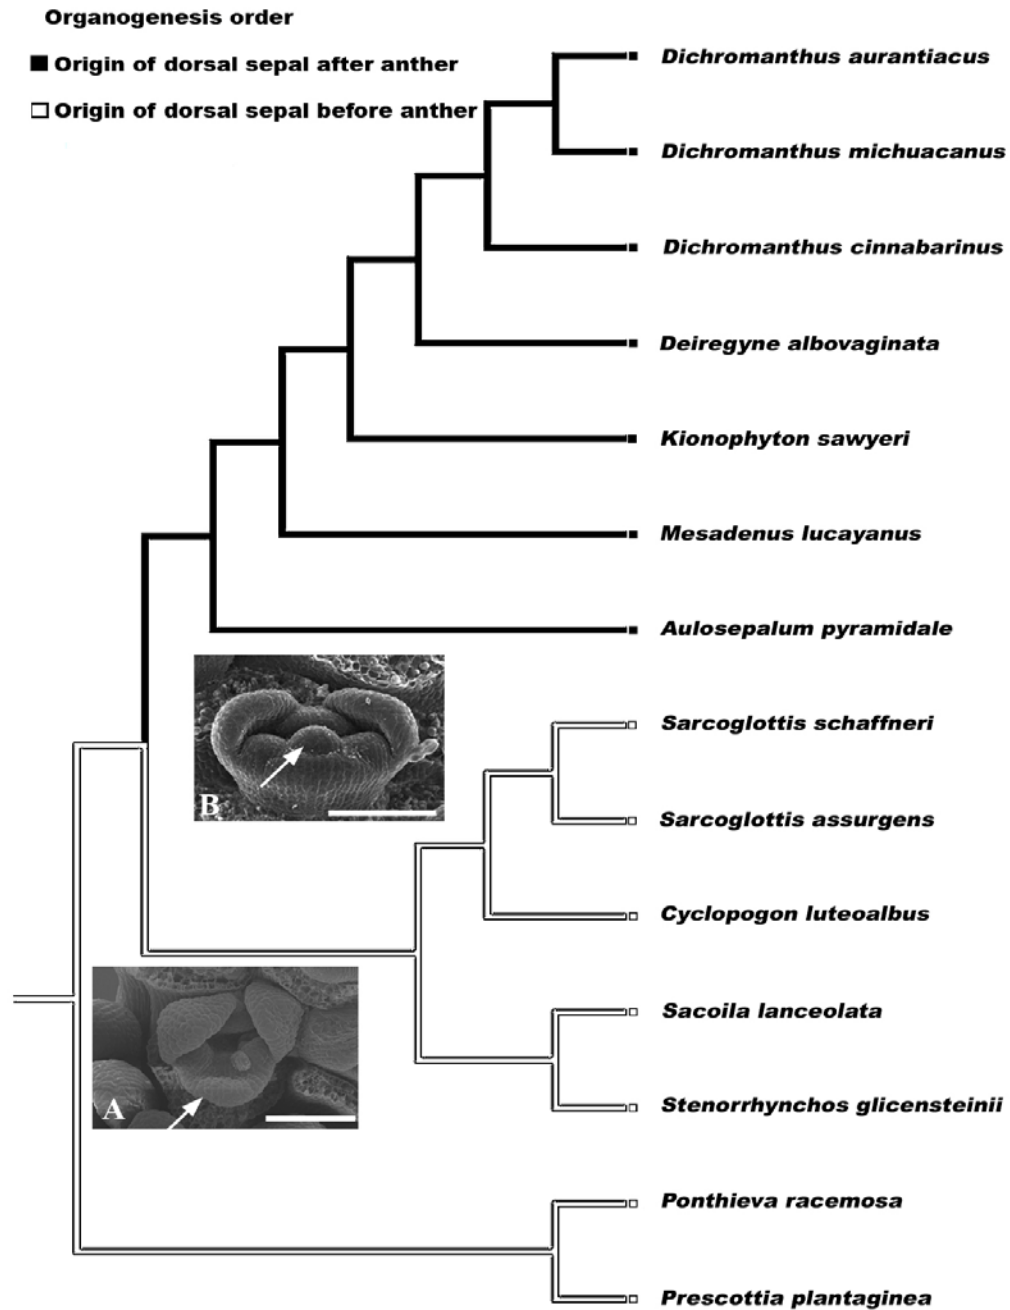 Organogenesis order
Origin of dorsal sepal after anther
Origin of dorsal sepal before anther
Dichromanthus aurantiacus
Dichromanthus michuacanus
Dichromanthus cinnabarinus
Deiregyne albovaginata
Kionophyton sawyeri
Mesadenus lucayanus
Aulosepalum pyramidale
B
Sarcoglottis schaffneri
Sarcoglottis assurgens
Cyclopogon luteoalbus
A
Sacoila lanceolata
Stenorrhynchos glicensteinii
Ponthieva racemosa
Prescottia plantaginea